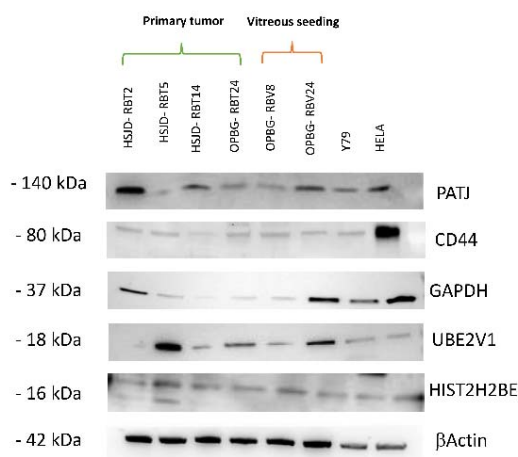 Primary tumor
Vitreous seeding
HSJD- RBT2
HSJD- RBT5
HSJD- RBT14
OPBG- RBT24
OPBG- RBV8
OPBG- RBV24
Y79
HELA
- 140 kDa
PATJ
- 80 kDa
CD44
- 37 kDa
GAPDH
- 18 kDa
UBE2V1
- 16 kDa
HIST2H2BE
- 42 kDa
βActin